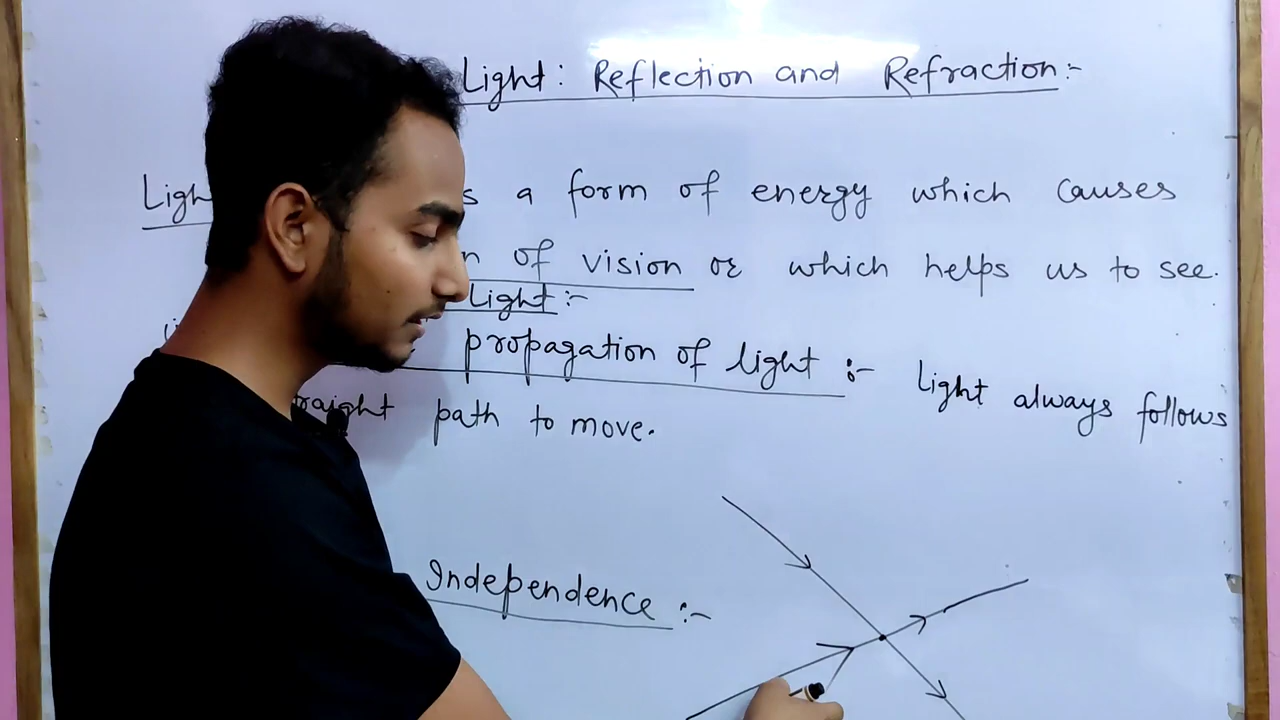 Light: Reflection and Refraction:-
a form of energy which causes
of vision or which helps us to see.
Light:-
propagation of light :- Light always follows
path to move.
Independence :-